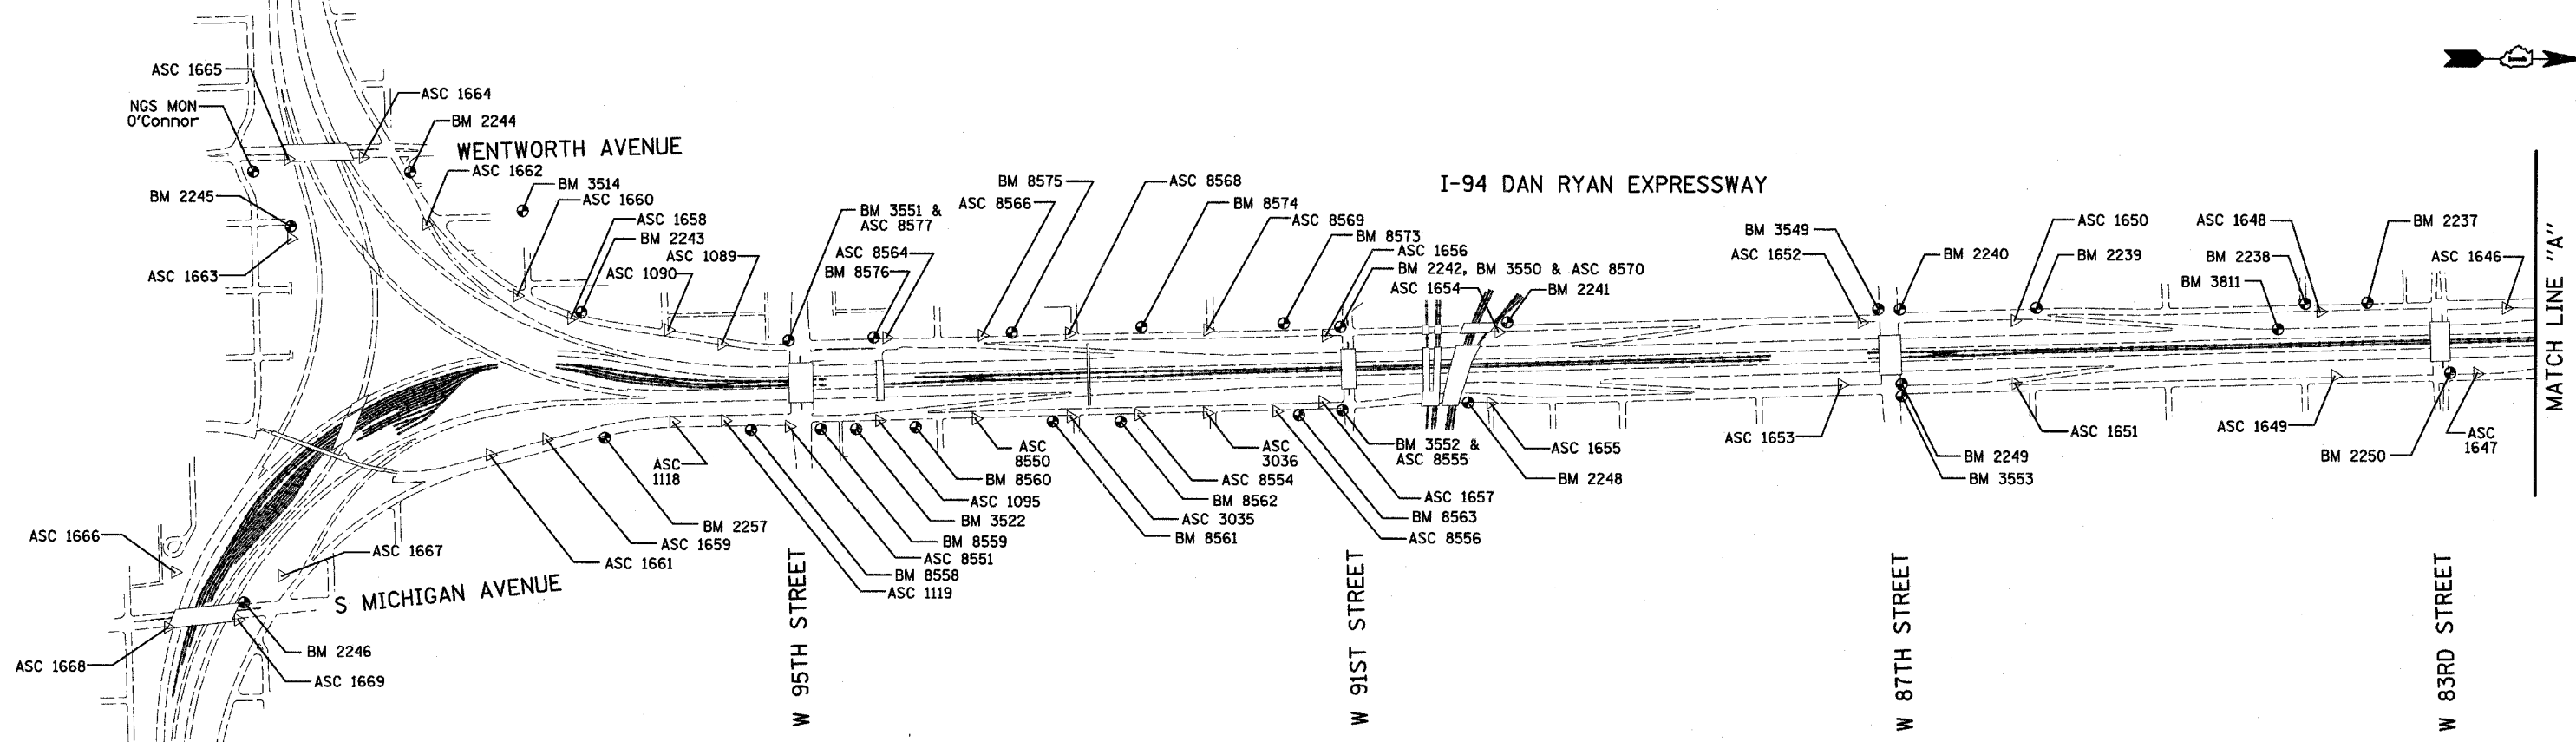 ASC 1665
NGS MON
O'Connor
ASC 1664
BM 2244
WENTWORTH AVENUE
ASC 1662
BM 2245
BM 3514
ASC 1660
ASC 1658
BM 2243
ASC 1089
ASC 1090
ASC 1663
BM 3551 &
ASC 8577
ASC 8564
BM 8576
BM 8575
ASC 8566
ASC 8568
BM 8574
ASC 8569
BM 8573
ASC 1656
BM 2242, BM 3550 & ASC 8570
ASC 1654
BM 2241
I-94 DAN RYAN EXPRESSWAY
BM 3549
ASC 1652
BM 2240
ASC 1650
BM 2239
ASC 1648
BM 2238
BM 3811
BM 2237
ASC 1646
MATCH LINE "A"
ASC 1666
ASC 1667
S MICHIGAN AVENUE
BM 2246
ASC 1668
ASC 1669
ASC
1118
BM 2257
ASC 1659
ASC 1661
ASC
8550
BM 8560
ASC 1095
BM 3522
BM 8559
ASC 8551
BM 8558
ASC 1119
ASC
3036
ASC 8554
BM 8562
ASC 3035
BM 8561
BM 3552 &
ASC 8555
ASC 1657
BM 8563
ASC 8556
ASC 1655
BM 2248
ASC 1653
BM 2249
BM 3553
ASC 1651
ASC 1649
BM 2250
ASC
1647
W 95TH STREET
W 91ST STREET
W 87TH STREET
W 83RD STREET